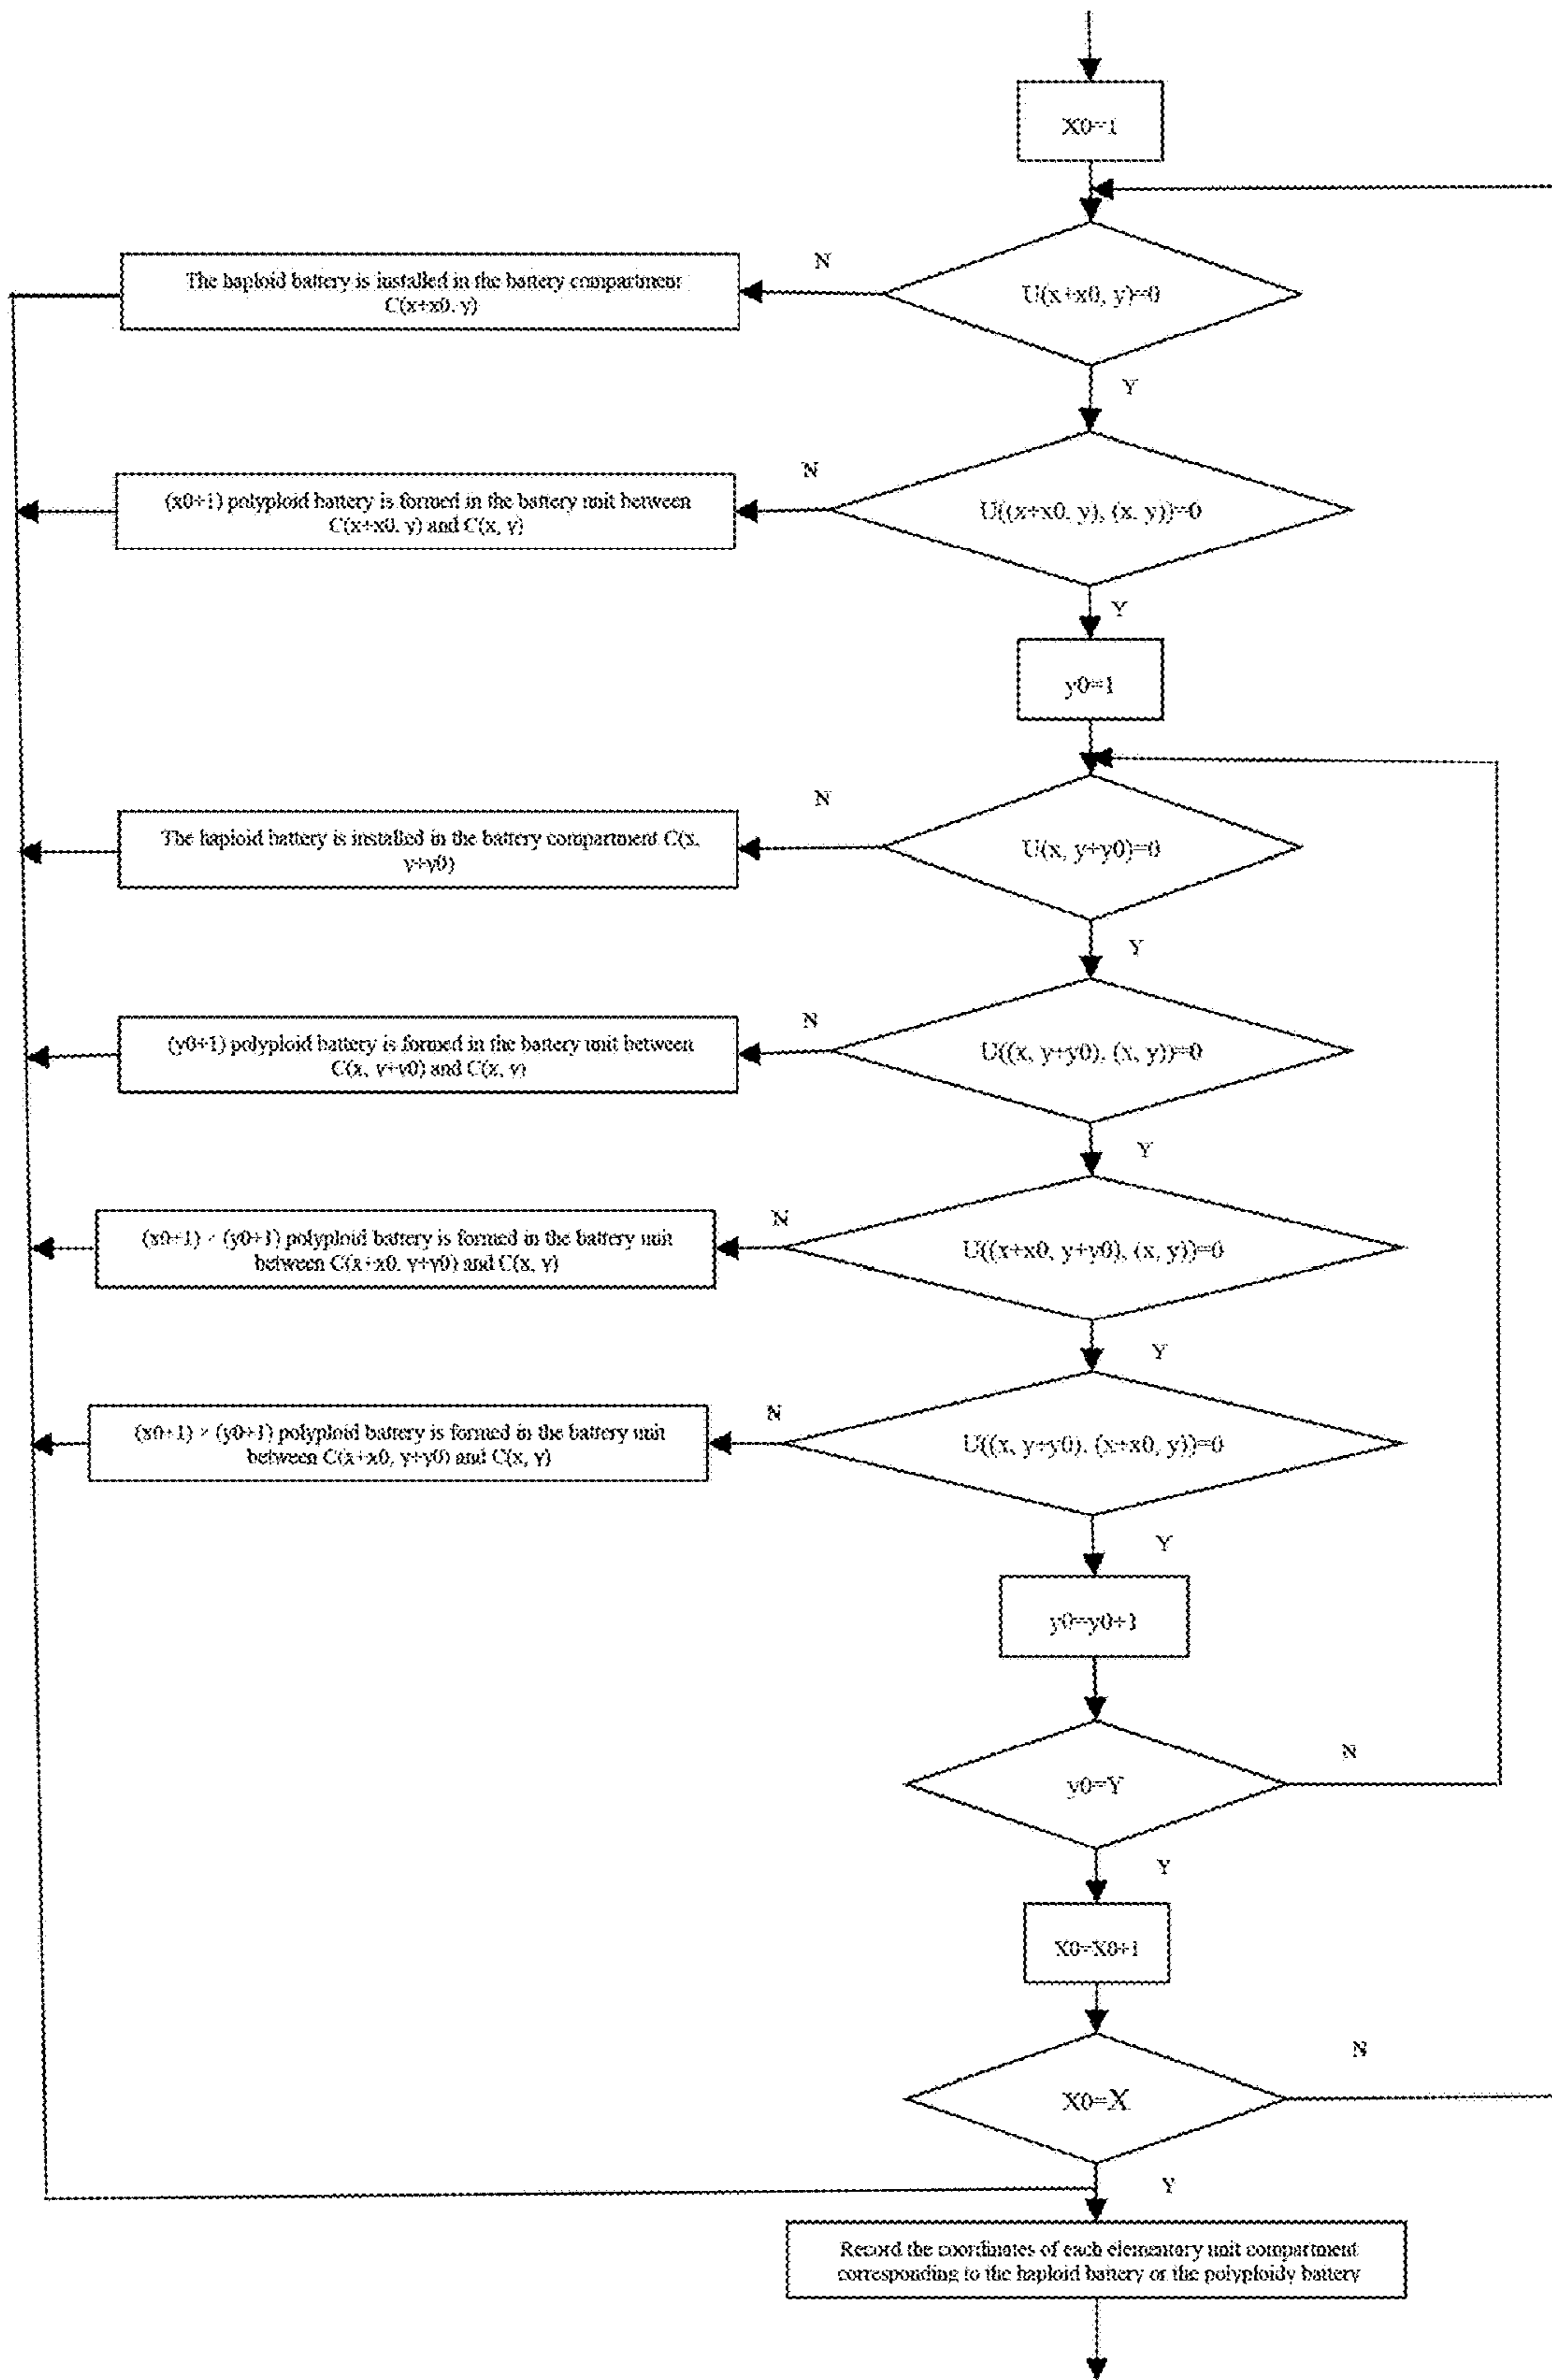 X0=1
N
The haploid battery is installed in the battery compartment
C(x+x0, y)
U(x+x0, y)=0
Y
N
(x0+1) polyploid battery is formed in the battery unit between
C(x+x0, y) and C(x, y)
U((x+x0, y), (x, y))=0
Y
y0=1
N
The haploid battery is installed in the battery compartment C(x,
y+y0)
U(x, y+y0)=0
Y
N
(y0+1) polyploid battery is formed in the battery unit between
C(x, y+y0) and C(x, y)
U((x, y+y0), (x, y))=0
Y
N
(x0+1) × (y0+1) polyploid battery is formed in the battery unit
between C(x+x0, y+y0) and C(x, y)
U((x+x0, y+y0), (x, y))=0
Y
N
(x0+1) × (y0+1) polyploid battery is formed in the battery unit
between C(x+x0, y+y0) and C(x, y)
U((x, y+y0), (x+x0, y))=0
Y
y0=y0+1
N
y0=Y
Y
X0=X0+1
N
X0=X
Y
Record the coordinates of each elementary unit compartment
corresponding to the haploid battery or the polyploidy battery